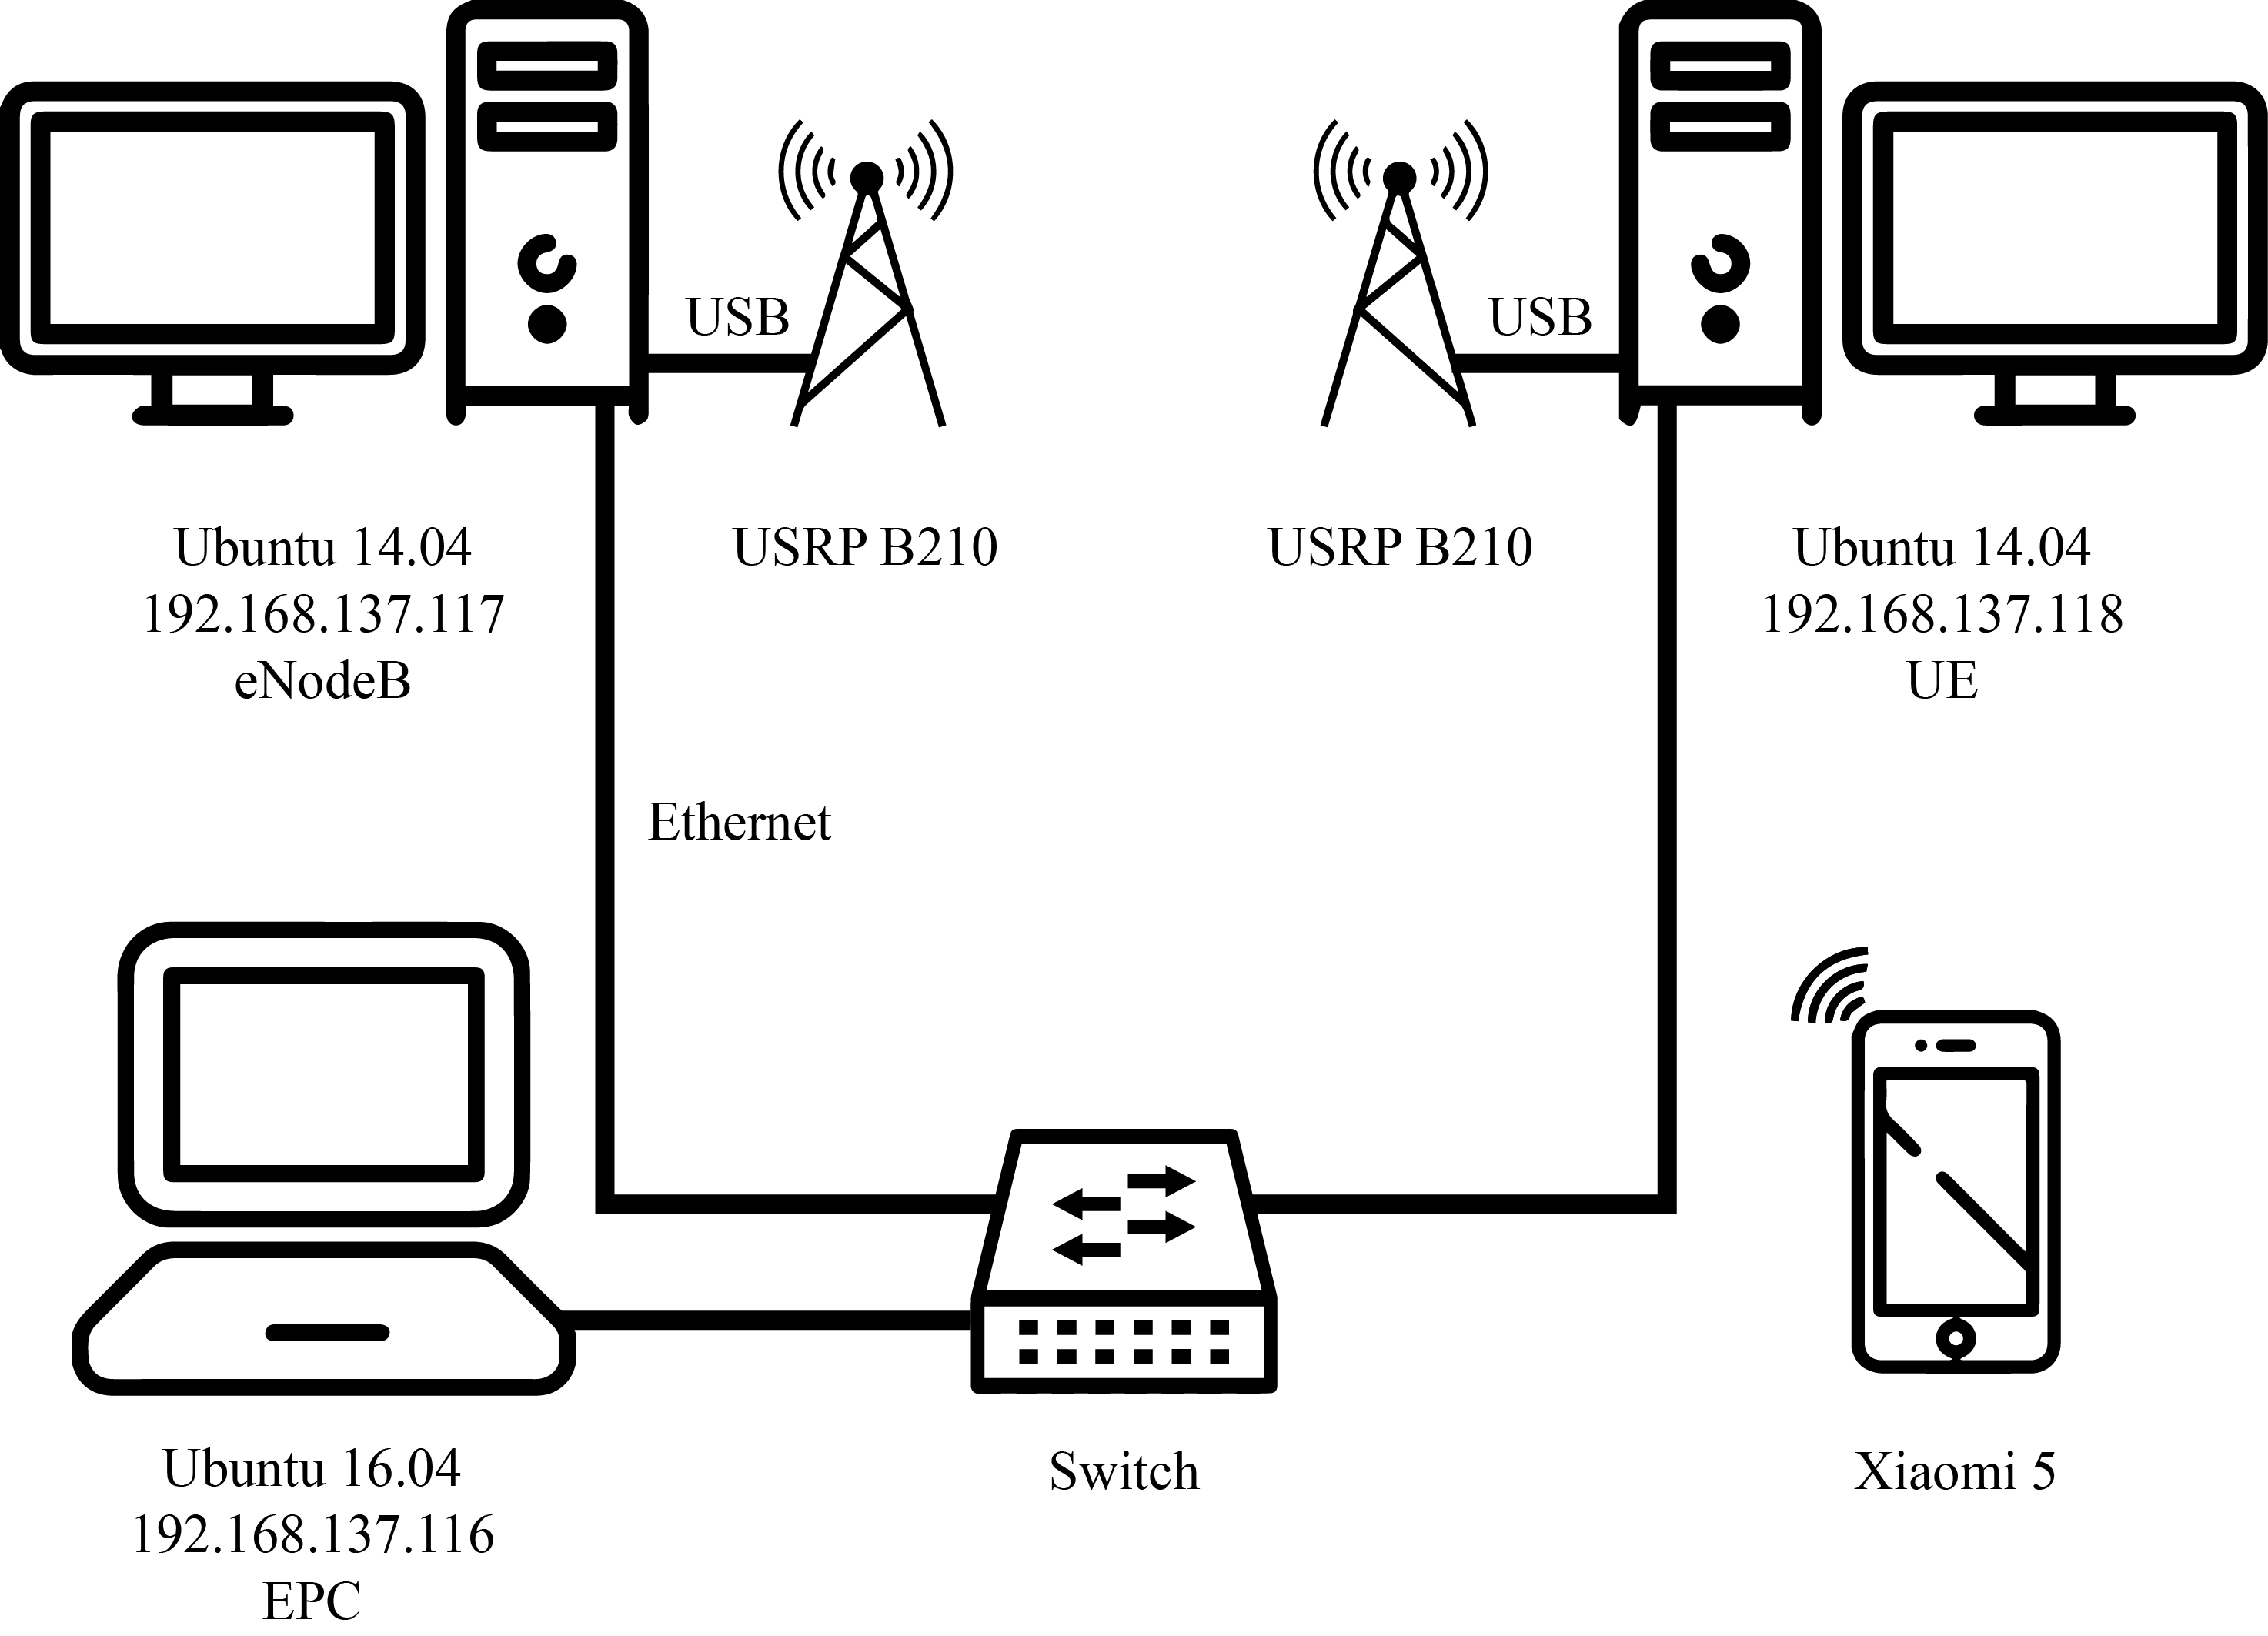 USB
USB
Ubuntu 14.04
192.168.137.117
eNodeB
USRP B210
USRP B210
Ubuntu 14.04
192.168.137.118
UE
Ethernet
Ubuntu 16.04
192.168.137.116
EPC
Switch
Xiaomi 5